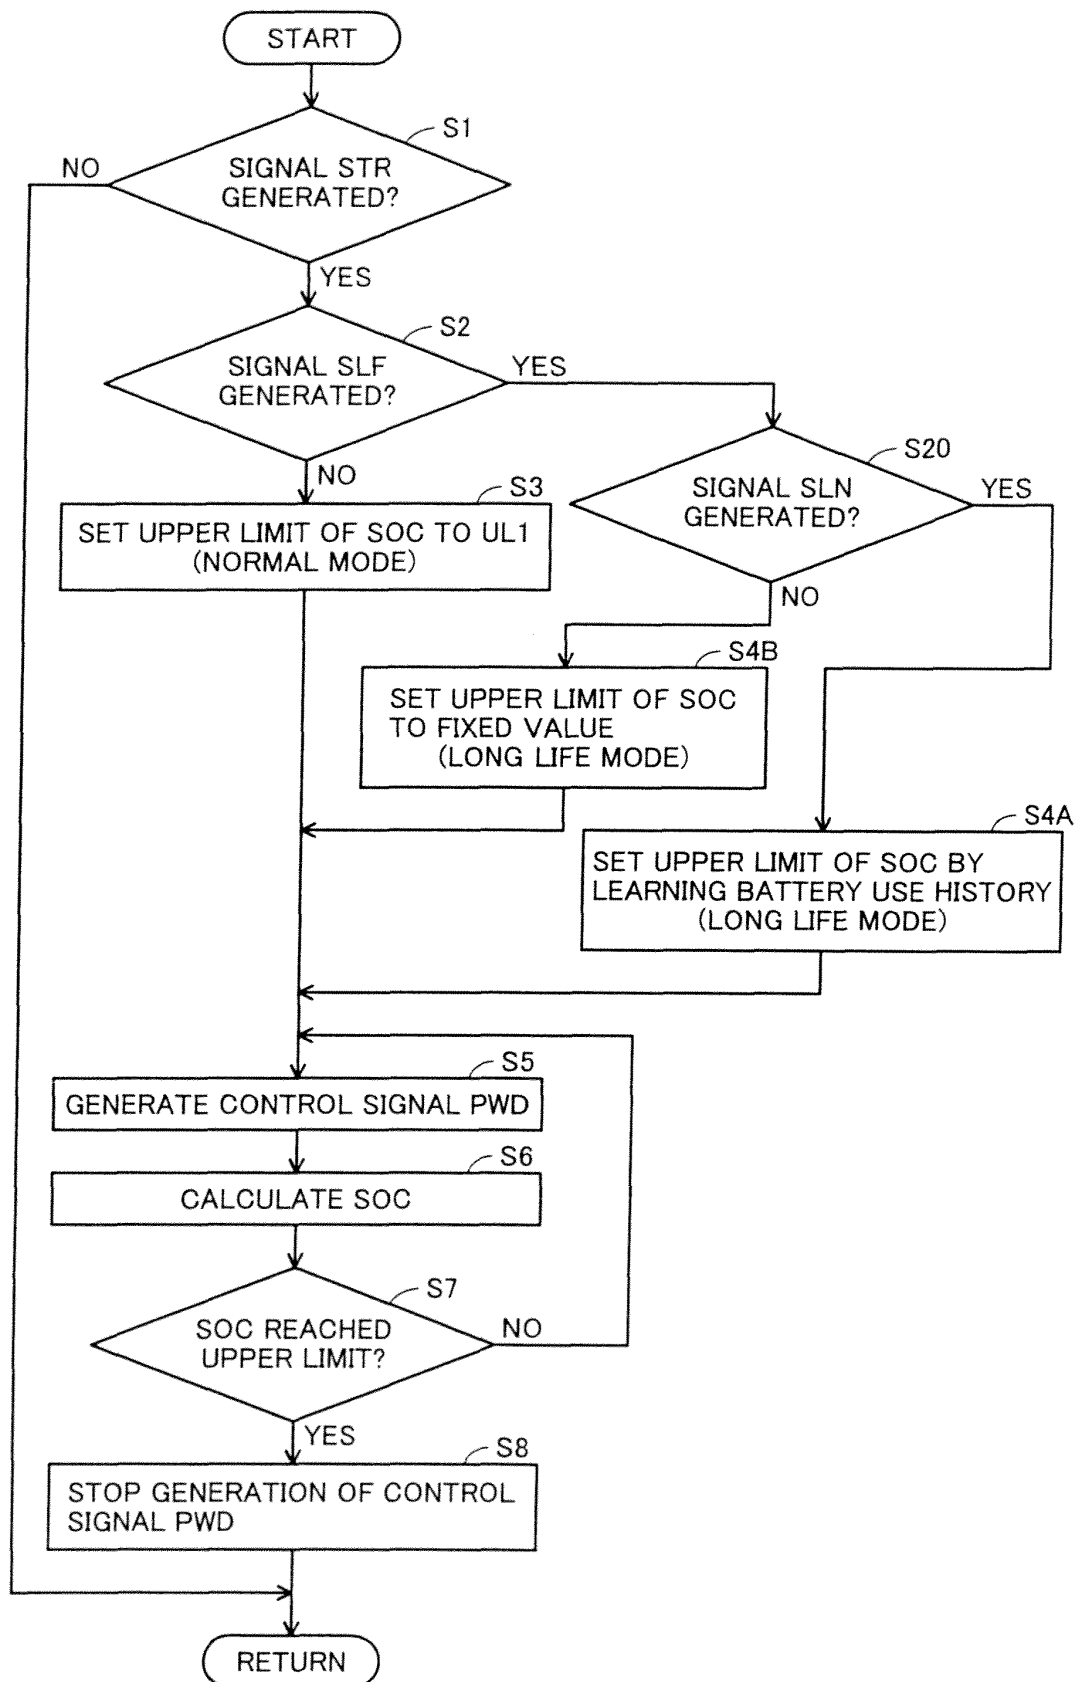 START
S1
NO
SIGNAL STR
GENERATED?
YES
S2
SIGNAL SLF
GENERATED?
YES
S20
NO
SIGNAL SLN
GENERATED?
YES
S3
SET UPPER LIMIT OF SOC TO UL1
(NORMAL MODE)
NO
S4B
SET UPPER LIMIT OF SOC
TO FIXED VALUE
(LONG LIFE MODE)
S4A
SET UPPER LIMIT OF SOC BY
LEARNING BATTERY USE HISTORY
(LONG LIFE MODE)
S5
GENERATE CONTROL SIGNAL PWD
S6
CALCULATE SOC
S7
SOC REACHED
UPPER LIMIT?
NO
YES
S8
STOP GENERATION OF CONTROL
SIGNAL PWD
RETURN